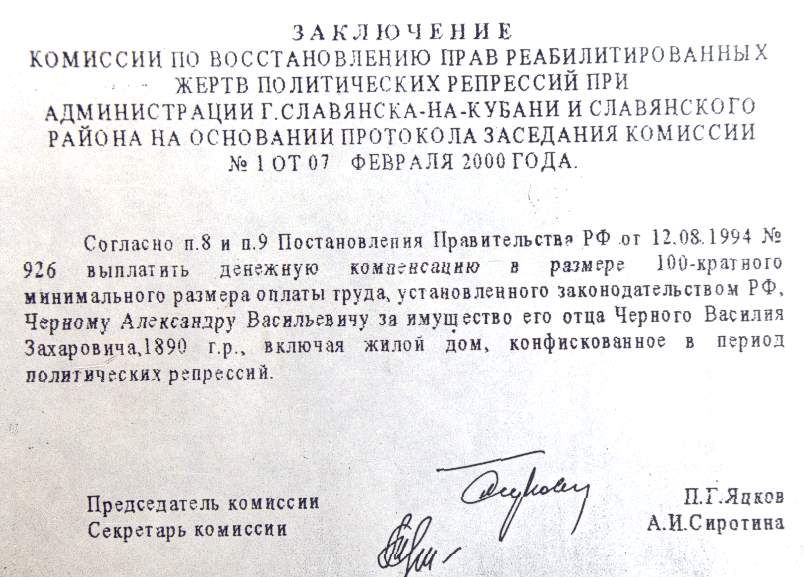 ЗАКЛЮЧЕНИЕ
КОМИССИИ ПО ВОССТАНОВЛЕНИЮ ПРАВ РЕАБИЛИТИРОВАННЫХ
ЖЕРТВ ПОЛИТИЧЕСКИХ РЕПРЕССИЙ ПРИ
АДМИНИСТРАЦИИ Г.СЛАВЯНСКА-НА-КУБАНИ И СЛАВЯНСКОГО
РАЙОНА НА ОСНОВАНИИ ПРОТОКОЛА ЗАСЕДАНИЯ КОМИССИИ
№ 1 ОТ 07 ФЕВРАЛЯ 2000 ГОДА.
Согласно п.8 и п.9 Постановления Правительства РФ от 12.08.1994 №
926 выплатить денежную компенсацию в размере 100-кратного
минимального размера оплаты труда, установленного законодательством РФ,
Черному Александру Васильевичу за имущество его отца Черного Василия
Захаровича,1890 г.р., включая жилой дом, конфискованное в период
политических репрессий.
Председатель комиссии П.Г.Яцков
Секретарь комиссии А.И.Сиротина